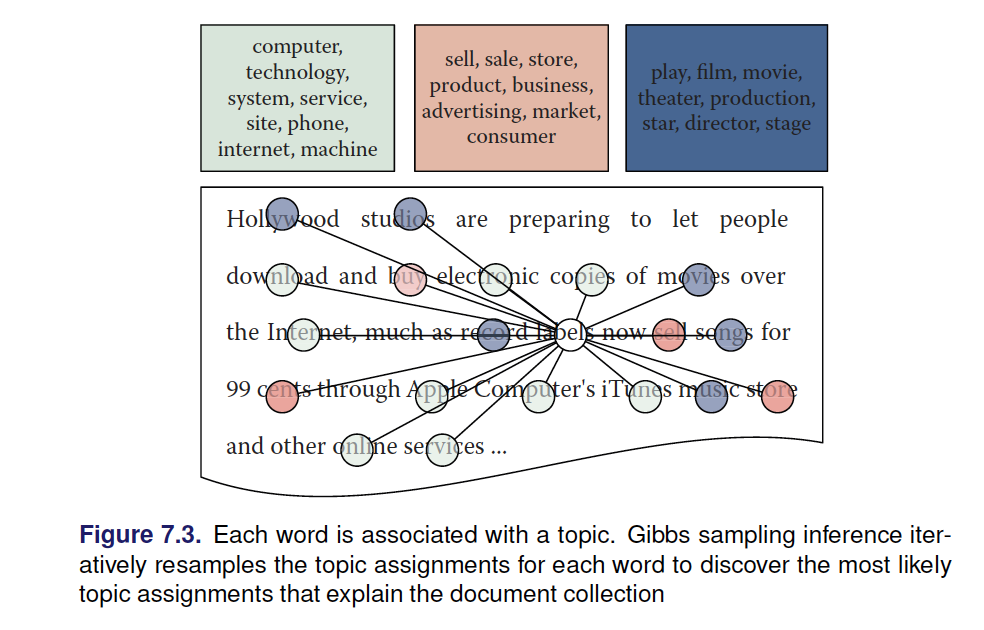 computer,
technology,
system, service,
site, phone,
internet, machine
sell, sale, store,
product, business,
advertising, market,
consumer
play, film, movie,
theater, production,
star, director, stage
Hollywood studios are preparing to let people
download and buy electronic copies of movies over
the Internet, much as record labels now sell songs for
99 cents through Apple Computer's iTunes music store
and other online services ...
Figure 7.3. Each word is associated with a topic. Gibbs sampling inference iter-
atively resamples the topic assignments for each word to discover the most likely
topic assignments that explain the document collection